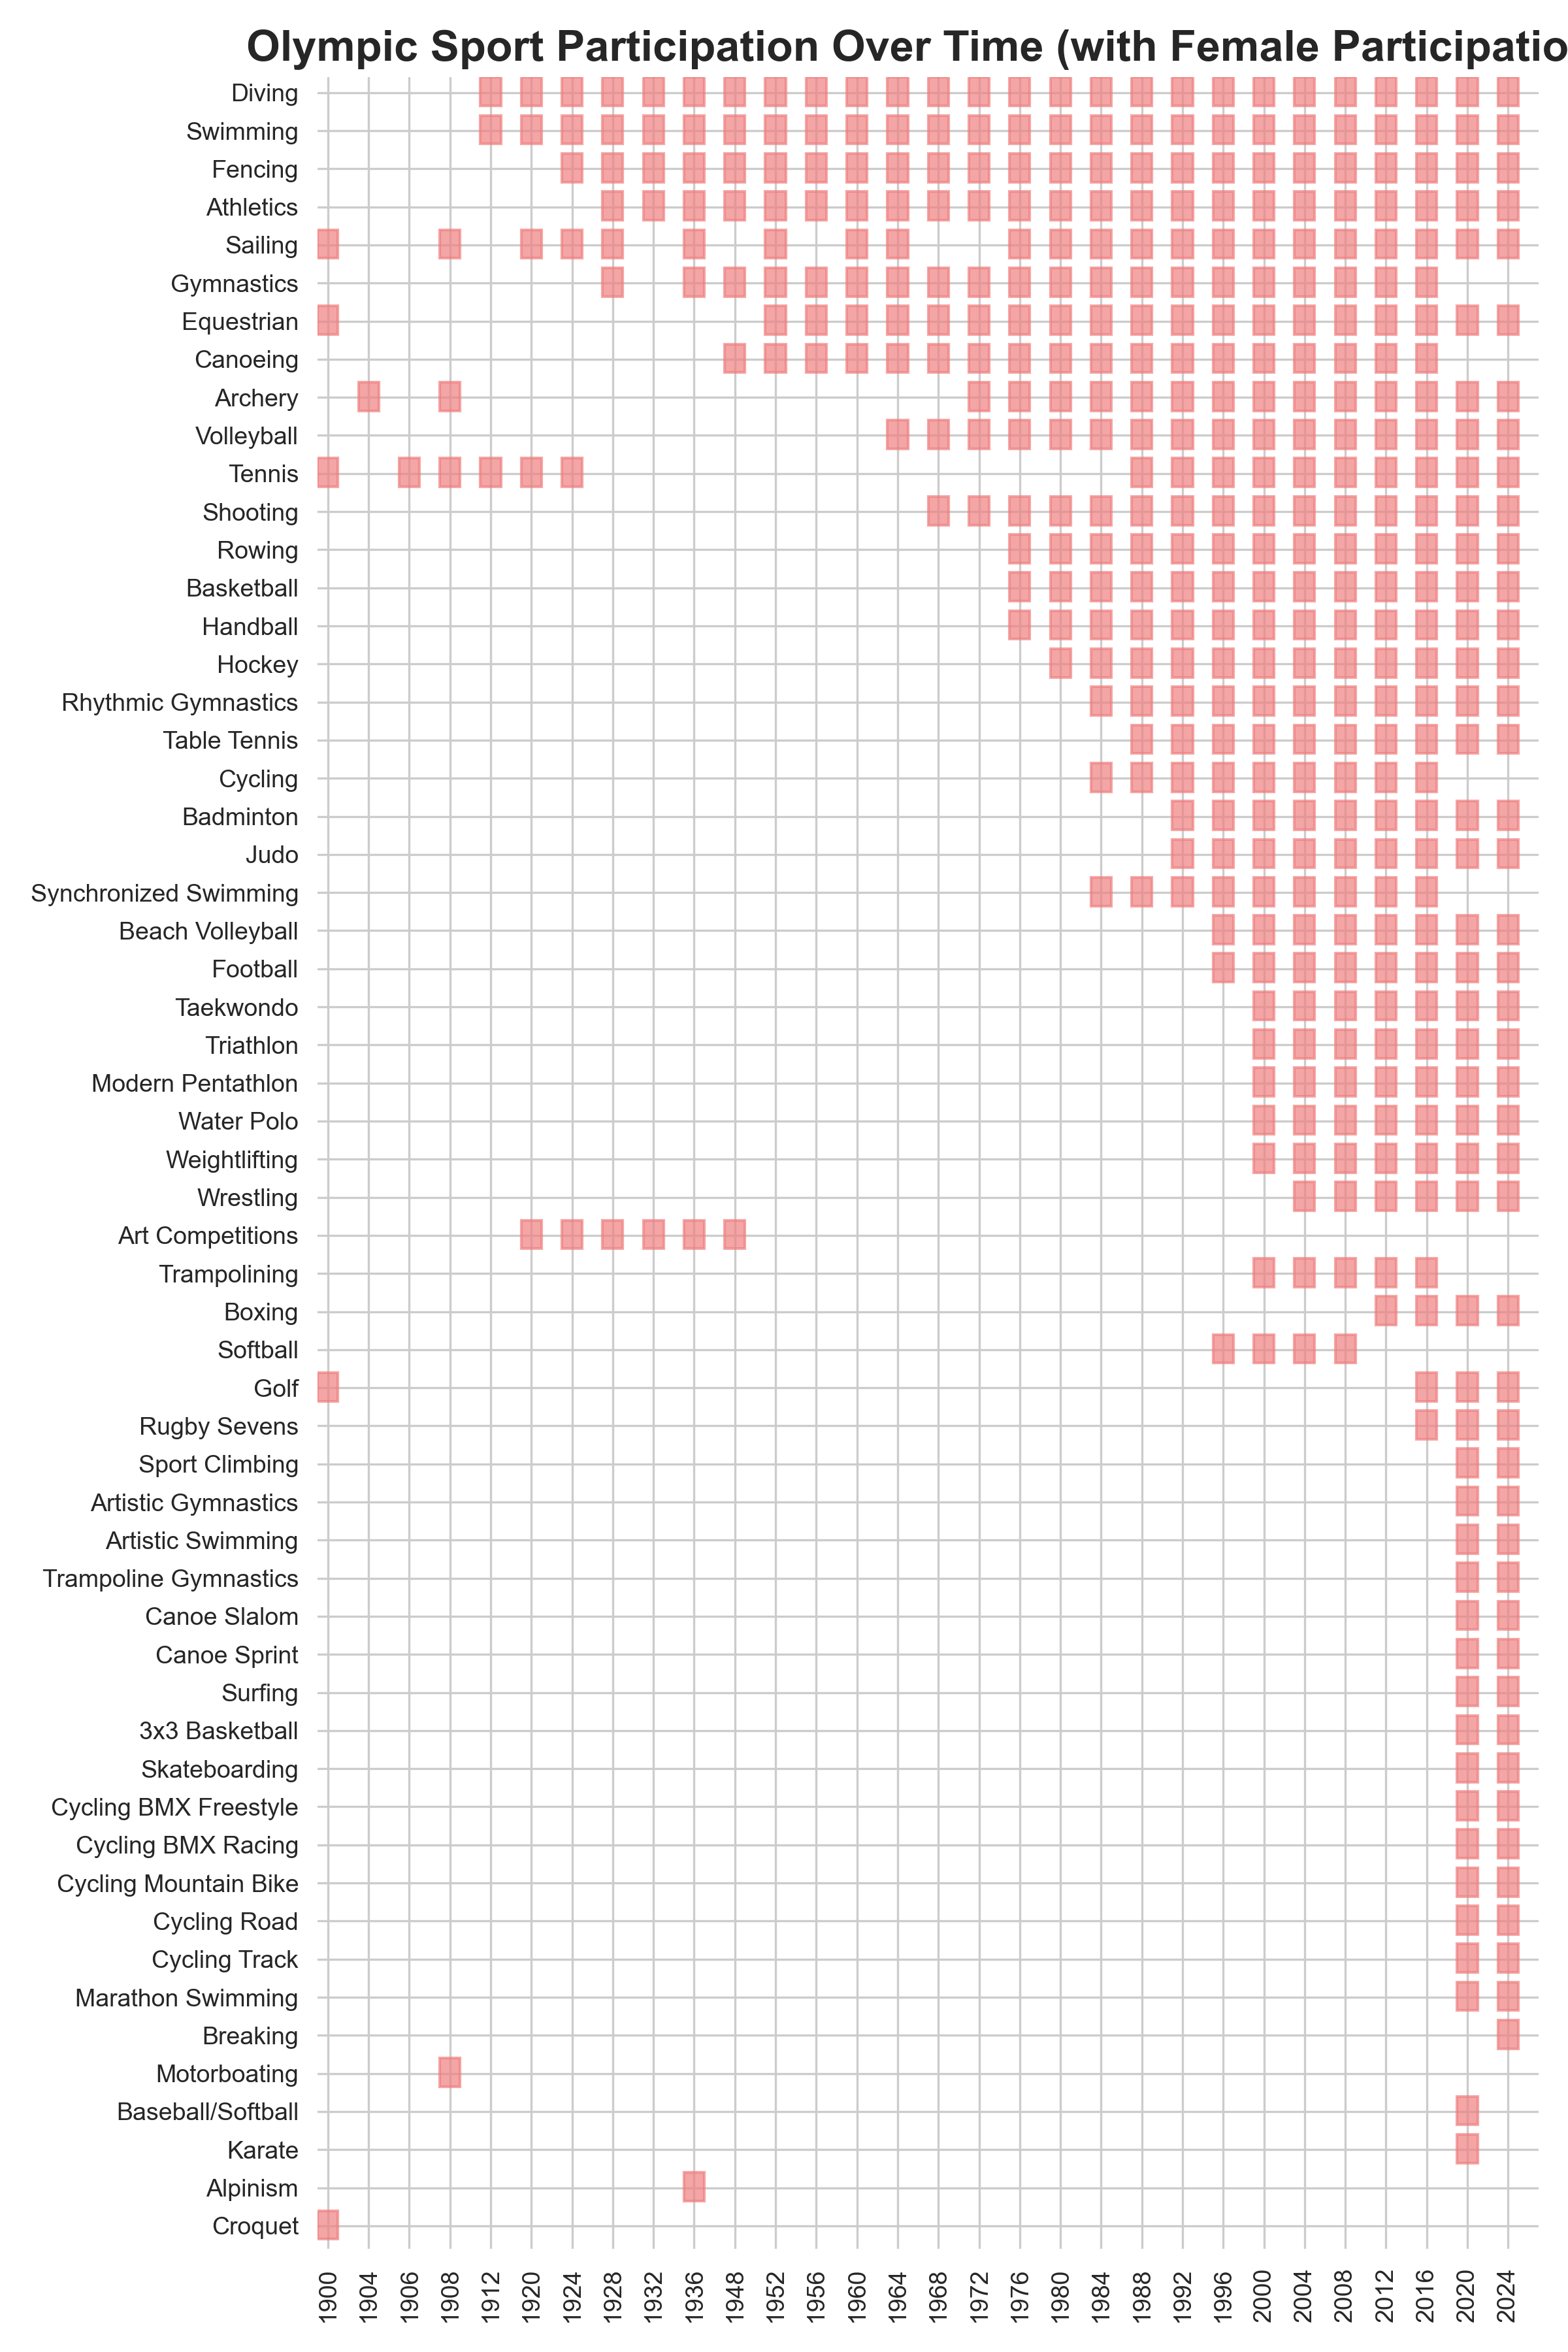 Olympic Sport Participation Over Time (with Female Participatio
Diving
Swimming
Fencing
Athletics
Sailing
Gymnastics
Equestrian
Canoeing
Archery
Volleyball
Tennis
Shooting
Rowing
Basketball
Handball
Hockey
Rhythmic Gymnastics
Table Tennis
Cycling
Badminton
Judo
Synchronized Swimming
Beach Volleyball
Football
Taekwondo
Triathlon
Modern Pentathlon
Water Polo
Weightlifting
Wrestling
Art Competitions
Trampolining
Boxing
Softball
Golf
Rugby Sevens
Sport Climbing
Artistic Gymnastics
Artistic Swimming
Trampoline Gymnastics
Canoe Slalom
Canoe Sprint
Surfing
3x3 Basketball
Skateboarding
Cycling BMX Freestyle
Cycling BMX Racing
Cycling Mountain Bike
Cycling Road
Cycling Track
Marathon Swimming
Breaking
Motorboating
Baseball/Softball
Karate
Alpinism
Croquet
1900 1904 1906 1908 1912 1920 1924 1928 1932 1936 1948 1952 1956 1960 1964 1968 1972 1976 1980 1984 1988 1992 1996 2000 2004 2008 2012 2016 2020 2024